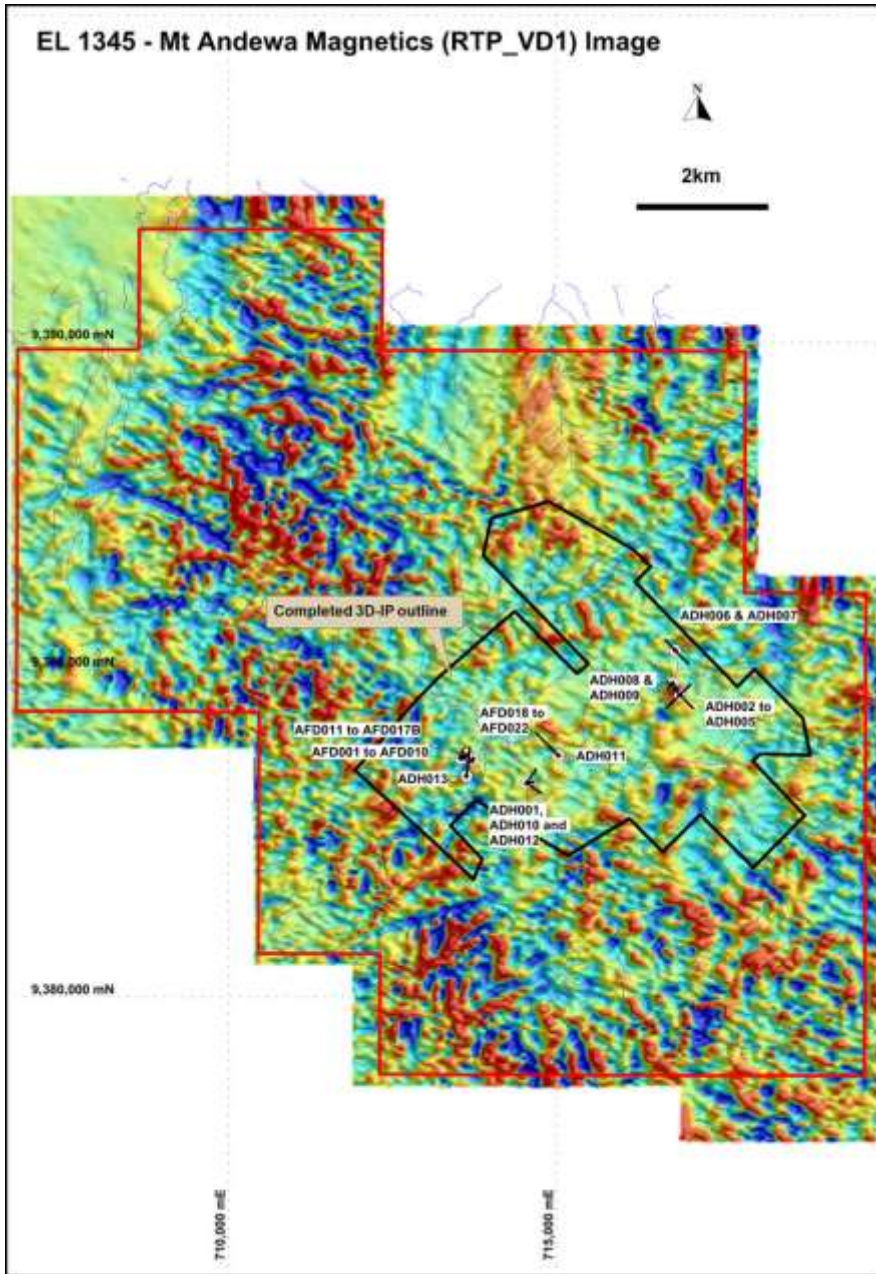 EL 1345 - Mt Andewa Magnetics (RTP_VD1) Image
N
2km
9,390,000 mN
Completed 3D-IP outline
ADH006 & ADH007
ADH008 &
ADH009
ADH002 to
ADH005
AFD018 to
AFD022
AFD011 to AFD017B
AFD001 to AFD010
ADH011
ADH013
ADH001,
ADH010 and
ADH012
9,380,000 mN
710,000 mE
715,000 mE